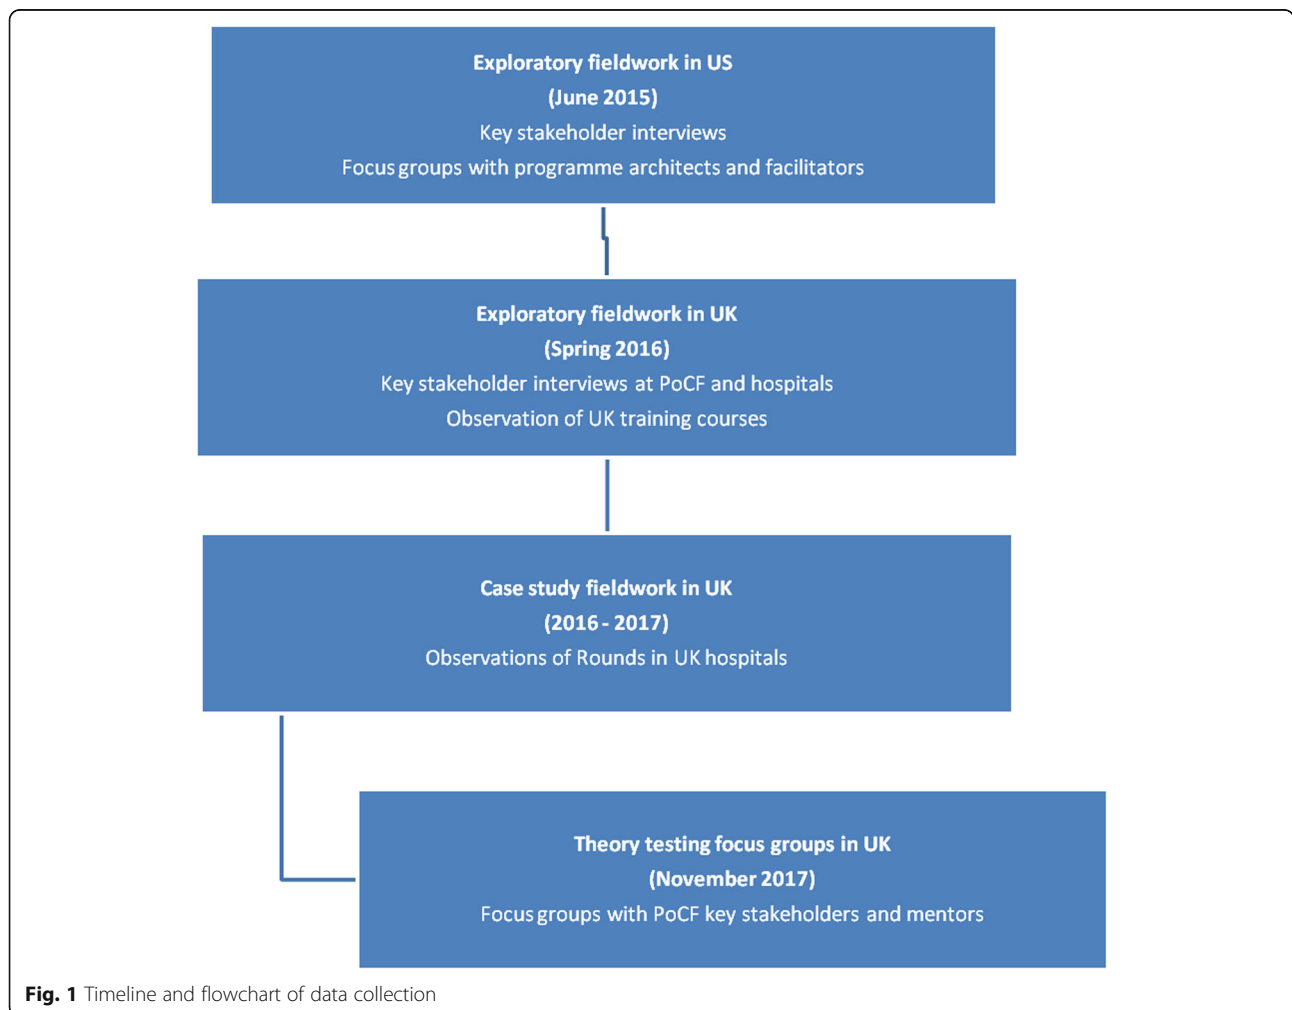 Exploratory fieldwork in US
(June 2015)
Key stakeholder interviews
Focus groups with programme architects and facilitators
Exploratory fieldwork in UK
(Spring 2016)
Key stakeholder interviews at PoCF and hospitals
Observation of UK training courses
Case study fieldwork in UK
(2016 - 2017)
Observations of Rounds in UK hospitals
Theory testing focus groups in UK
(November 2017)
Focus groups with PoCF key stakeholders and mentors
Fig. 1 Timeline and flowchart of data collection